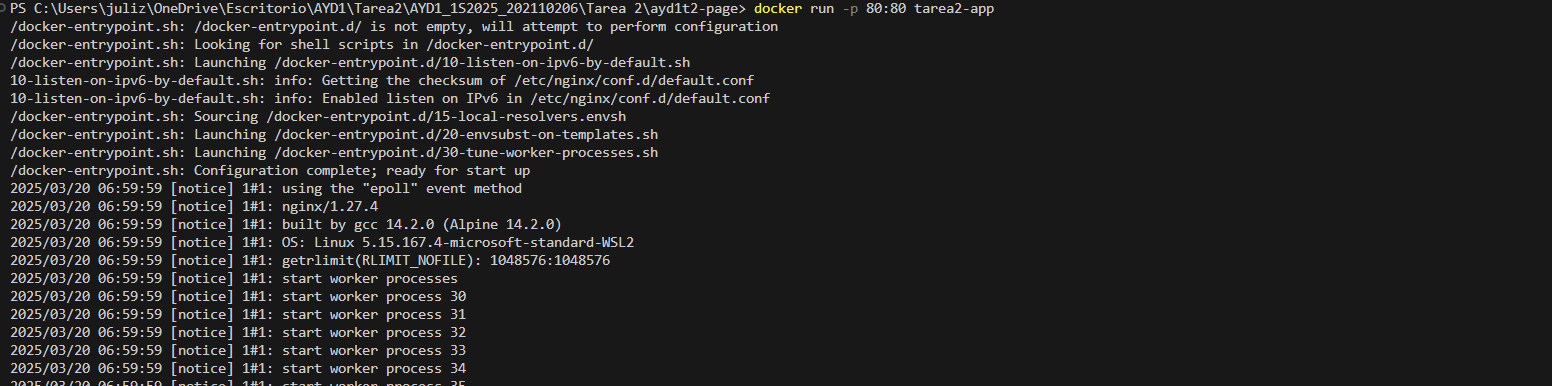 PS C:\Users\juliz\OneDrive\Escritorio\AYD1\Tarea2\AYD1_1S2025_202110206\Tarea 2\ayd1t2-page> docker run -p 80:80 tarea2-app
/docker-entrypoint.sh: /docker-entrypoint.d/ is not empty, will attempt to perform configuration
/docker-entrypoint.sh: Looking for shell scripts in /docker-entrypoint.d/
/docker-entrypoint.sh: Launching /docker-entrypoint.d/10-listen-on-ipv6-by-default.sh
10-listen-on-ipv6-by-default.sh: info: Getting the checksum of /etc/nginx/conf.d/default.conf
10-listen-on-ipv6-by-default.sh: info: Enabled listen on IPv6 in /etc/nginx/conf.d/default.conf
/docker-entrypoint.sh: Sourcing /docker-entrypoint.d/15-local-resolvers.envsh
/docker-entrypoint.sh: Launching /docker-entrypoint.d/20-envsubst-on-templates.sh
/docker-entrypoint.sh: Launching /docker-entrypoint.d/30-tune-worker-processes.sh
/docker-entrypoint.sh: Configuration complete; ready for start up
2025/03/20 06:59:59 [notice] 1#1: using the "epoll" event method
2025/03/20 06:59:59 [notice] 1#1: nginx/1.27.4
2025/03/20 06:59:59 [notice] 1#1: built by gcc 14.2.0 (Alpine 14.2.0)
2025/03/20 06:59:59 [notice] 1#1: OS: Linux 5.15.167.4-microsoft-standard-WSL2
2025/03/20 06:59:59 [notice] 1#1: getrlimit(RLIMIT_NOFILE): 1048576:1048576
2025/03/20 06:59:59 [notice] 1#1: start worker processes
2025/03/20 06:59:59 [notice] 1#1: start worker process 30
2025/03/20 06:59:59 [notice] 1#1: start worker process 31
2025/03/20 06:59:59 [notice] 1#1: start worker process 32
2025/03/20 06:59:59 [notice] 1#1: start worker process 33
2025/03/20 06:59:59 [notice] 1#1: start worker process 34
2025/03/20 06:59:59 [notice] 1#1: start worker process 35